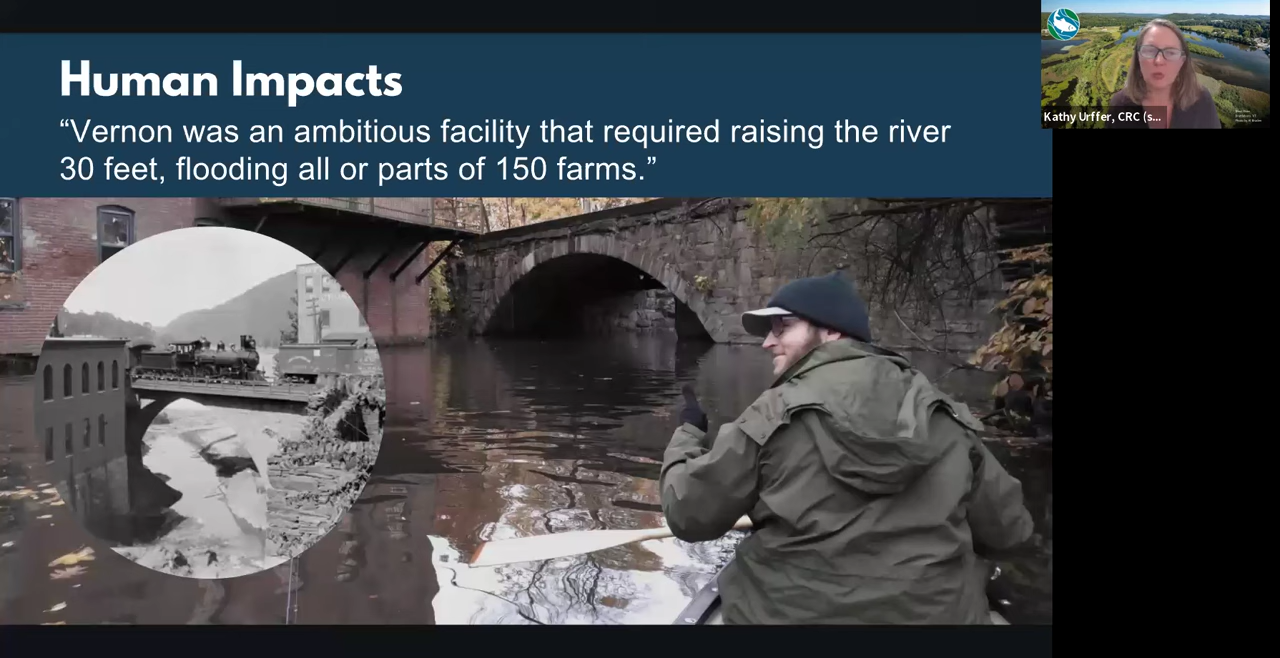 Human Impacts
“Vernon was an ambitious facility that required raising the river
30 feet, flooding all or parts of 150 farms.”
Kathy Urffer, CRC (s...